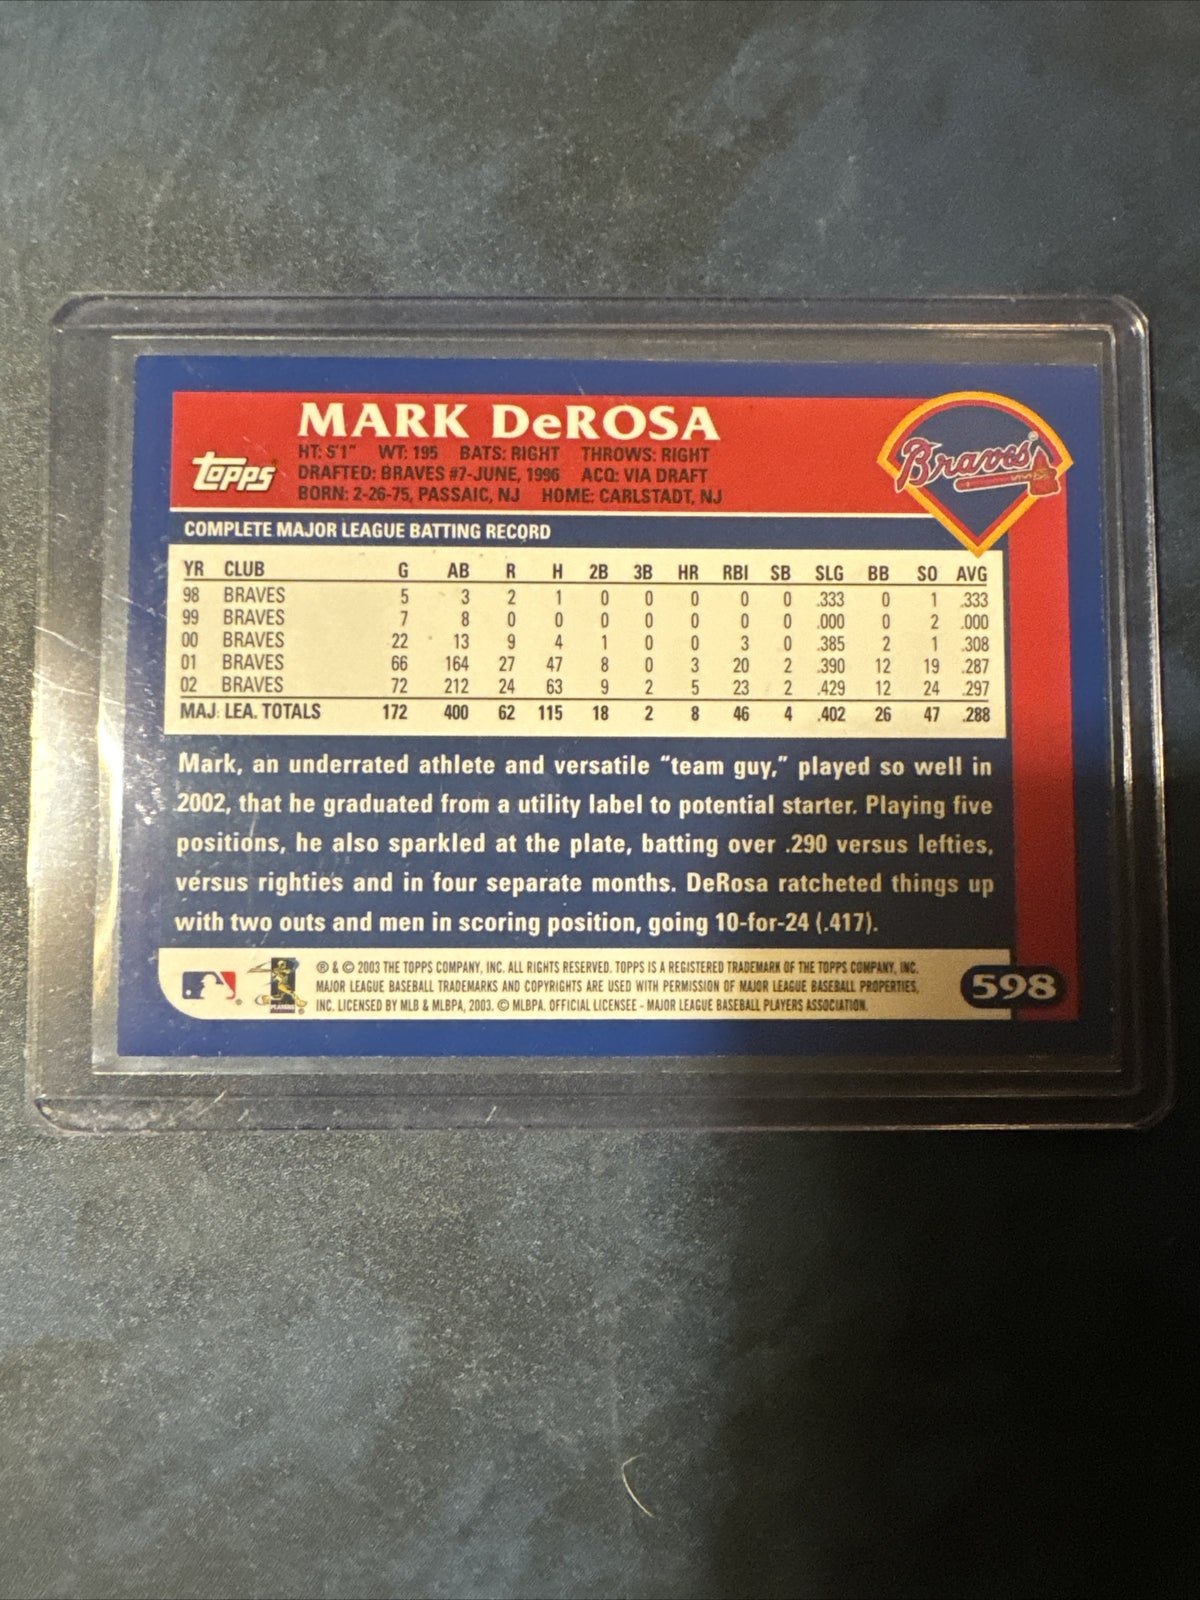 MARK DeROSA
topps
HT: 5'1" WT: 195 BATS: RIGHT THROWS: RIGHT
DRAFTED: BRAVES #7-JUNE, 1996 ACQ: VIA DRAFT
BORN: 2-26-75, PASSAIC, NJ HOME: CARLSTADT, NJ
Braves
COMPLETE MAJOR LEAGUE BATTING RECORD
YR CLUB G AB R H 2B 3B HR RBI SB SLG BB SO AVG
98 BRAVES 5 3 2 1 0 0 0 0 0 .333 0 1 .333
99 BRAVES 7 8 0 0 0 0 0 0 0 .000 0 2 .000
00 BRAVES 22 13 9 4 1 0 0 3 0 .385 2 1 .308
01 BRAVES 66 164 27 47 8 0 3 20 2 .390 12 19 .287
02 BRAVES 72 212 24 63 9 2 5 23 2 .429 12 24 .297
MAJ. LEA. TOTALS 172 400 62 115 18 2 8 46 4 .402 26 47 .288
Mark, an underrated athlete and versatile "team guy," played so well in
2002, that he graduated from a utility label to potential starter. Playing five
positions, he also sparkled at the plate, batting over .290 versus lefties,
versus righties and in four separate months. DeRosa ratcheted things up
with two outs and men in scoring position, going 10-for-24 (.417).
® & © 2003 THE TOPPS COMPANY, INC. ALL RIGHTS RESERVED. TOPPS IS A REGISTERED TRADEMARK OF THE TOPPS COMPANY, INC.
MAJOR LEAGUE BASEBALL TRADEMARKS AND COPYRIGHTS ARE USED WITH PERMISSION OF MAJOR LEAGUE BASEBALL PROPERTIES,
INC. LICENSED BY MLB & MLBPA, 2003. © MLBPA. OFFICIAL LICENSEE - MAJOR LEAGUE BASEBALL PLAYERS ASSOCIATION.
598